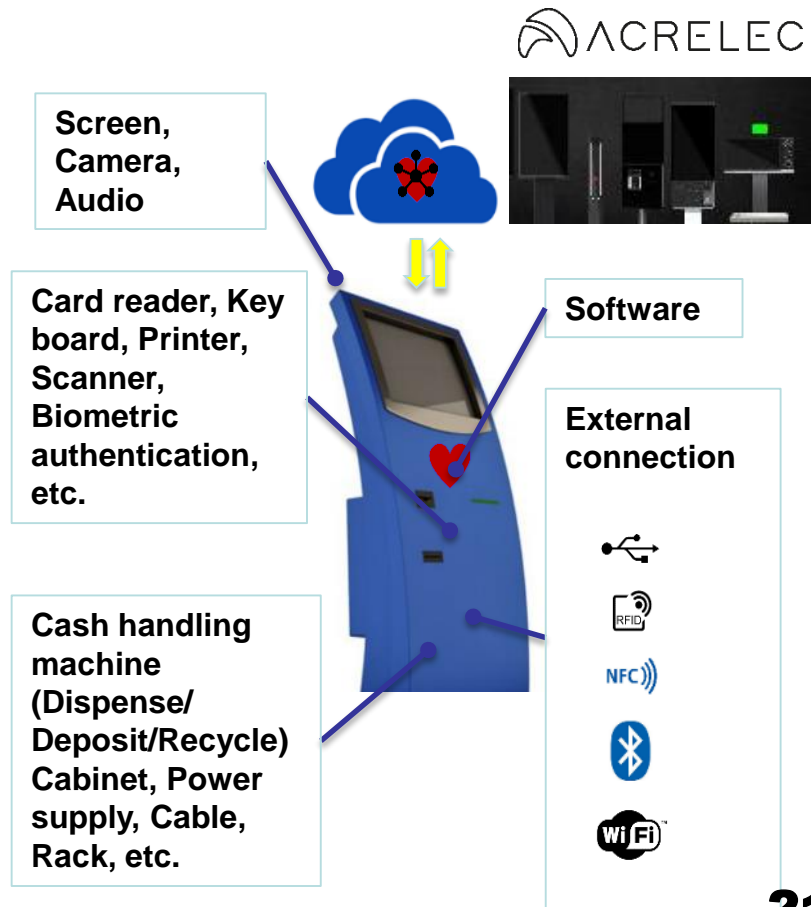 ACRELEC
Screen,
Camera,
Audio
Card reader, Key
board, Printer,
Scanner,
Biometric
authentication,
etc.
Software
External
connection
RFID
NFC
WiFi
Cash handling
machine
(Dispense/
Deposit/Recycle)
Cabinet, Power
supply, Cable,
Rack, etc.